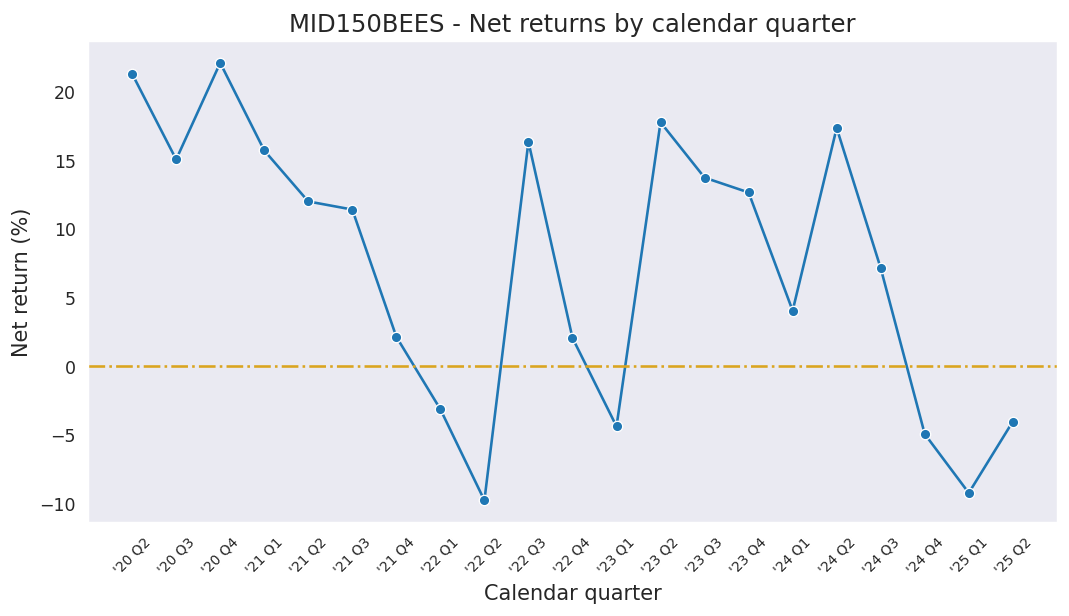 MID150BEES - Net returns by calendar quarter
Net return (%)
20
15
10
5
0
−5
−10
'20 Q2
'20 Q3
'20 Q4
'21 Q1
'21 Q2
'21 Q3
'21 Q4
'22 Q1
'22 Q2
'22 Q3
'22 Q4
'23 Q1
'23 Q2
'23 Q3
'23 Q4
'24 Q1
'24 Q2
'24 Q3
'24 Q4
'25 Q1
'25 Q2
Calendar quarter